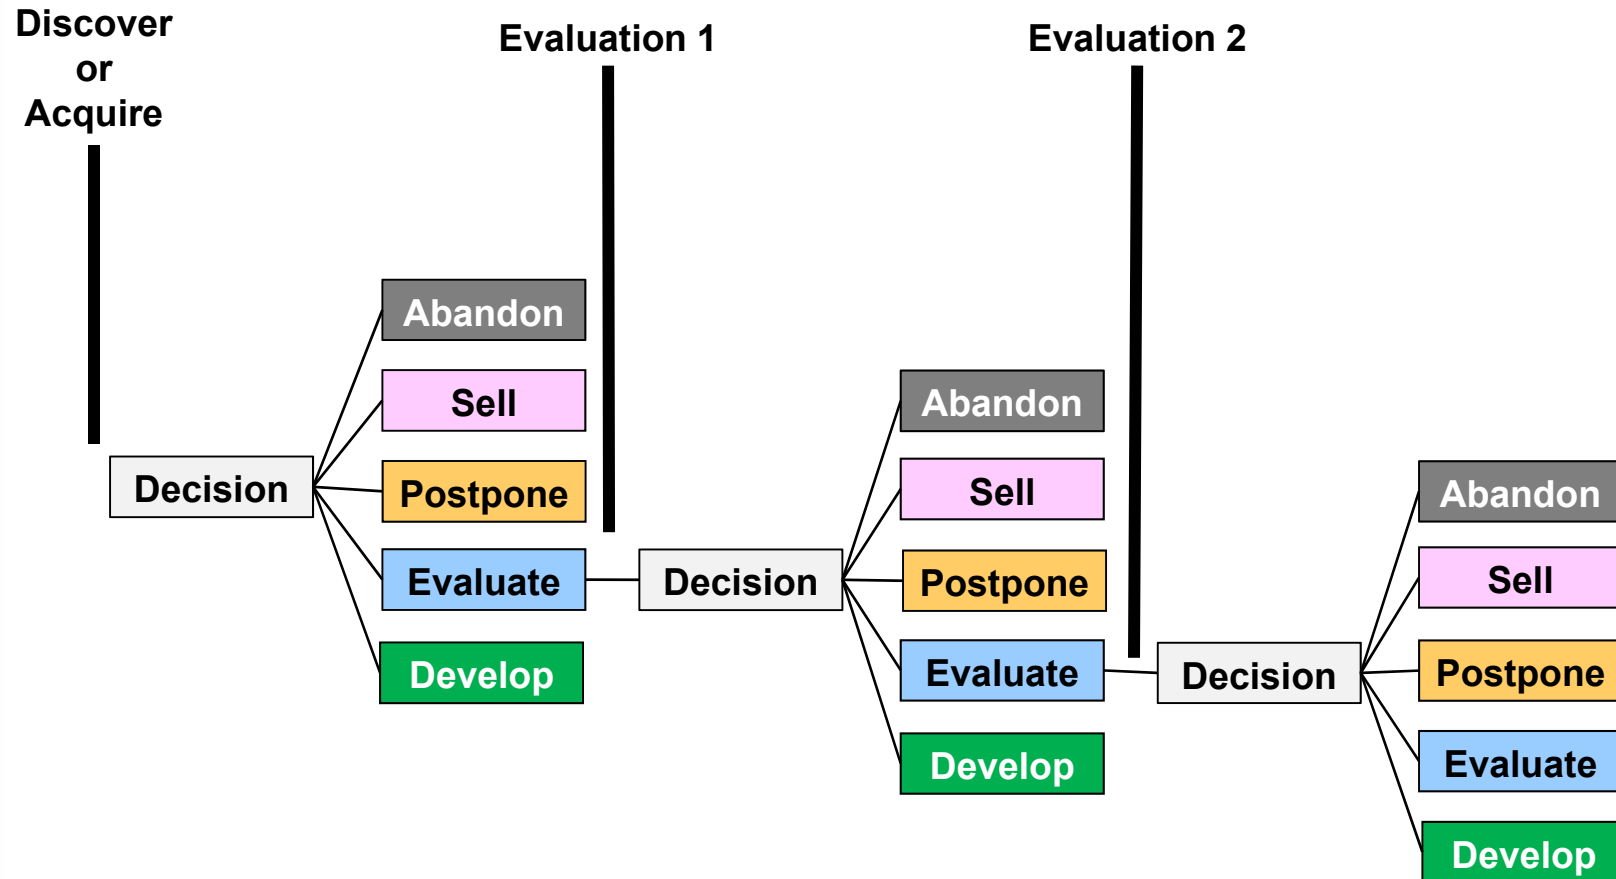 Discover
or
Acquire
Evaluation 1
Evaluation 2
Decision
Abandon
Sell
Postpone
Evaluate
Develop
Decision
Abandon
Sell
Postpone
Evaluate
Develop
Decision
Abandon
Sell
Postpone
Evaluate
Develop